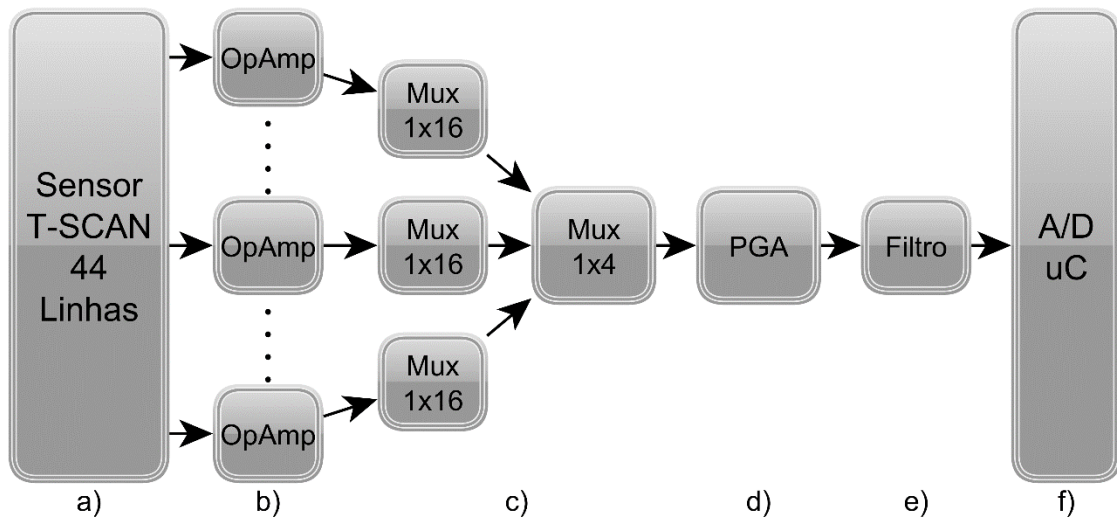 Sensor
T-SCAN
44
Linhas
OpAmp
OpAmp
OpAmp
Mux
1x16
Mux
1x16
Mux
1x16
Mux
1x4
PGA
Filtro
A/D
uC
a)
b)
c)
d)
e)
f)